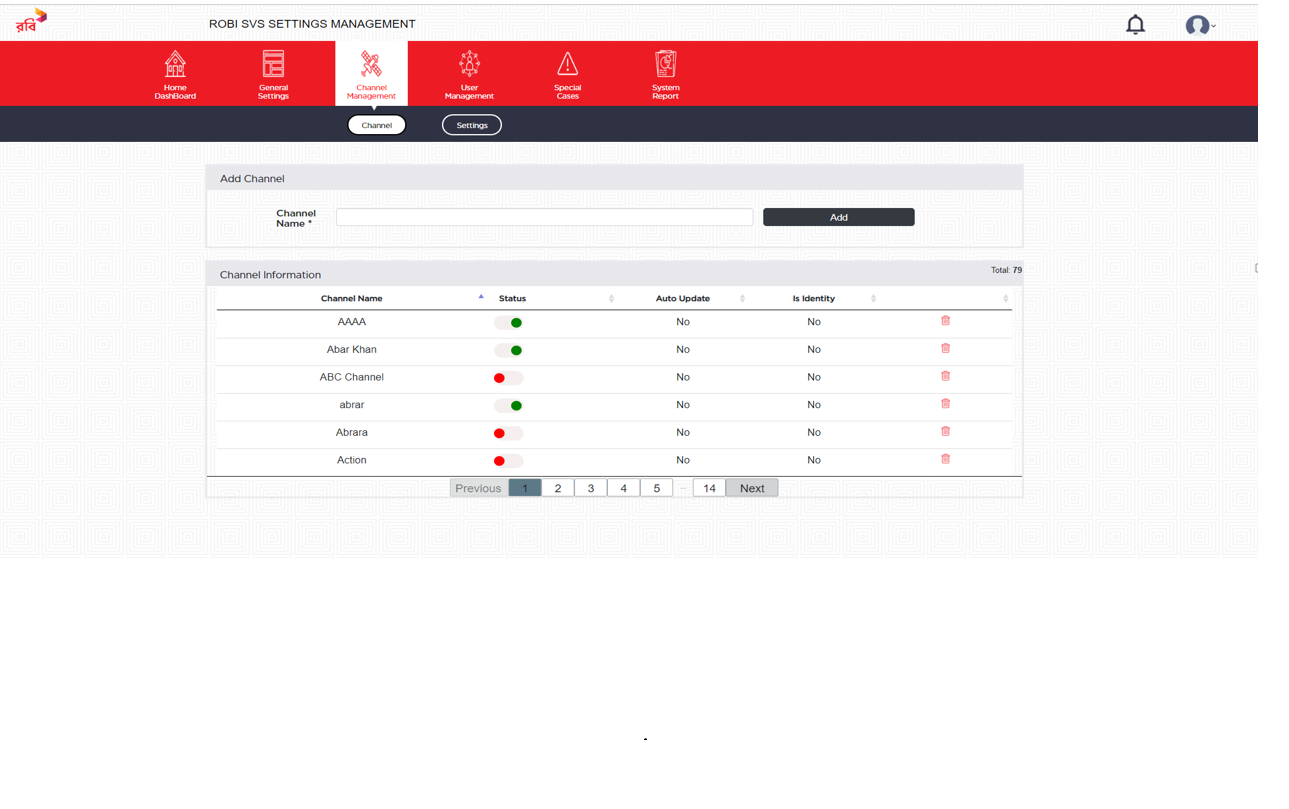 রবি
ROBI SVS SETTINGS MANAGEMENT
Home
DashBoard
General
Settings
Channel
Management
User
Management
Special
Cases
System
Report
Channel
Settings
Add Channel
Channel
Name *
Add
Channel Information
Total: 79
Channel Name Status Auto Update Is Identity
AAAA No No
Abar Khan No No
ABC Channel No No
abrar No No
Abrara No No
Action No No
Previous 1 2 3 4 5 ... 14 Next